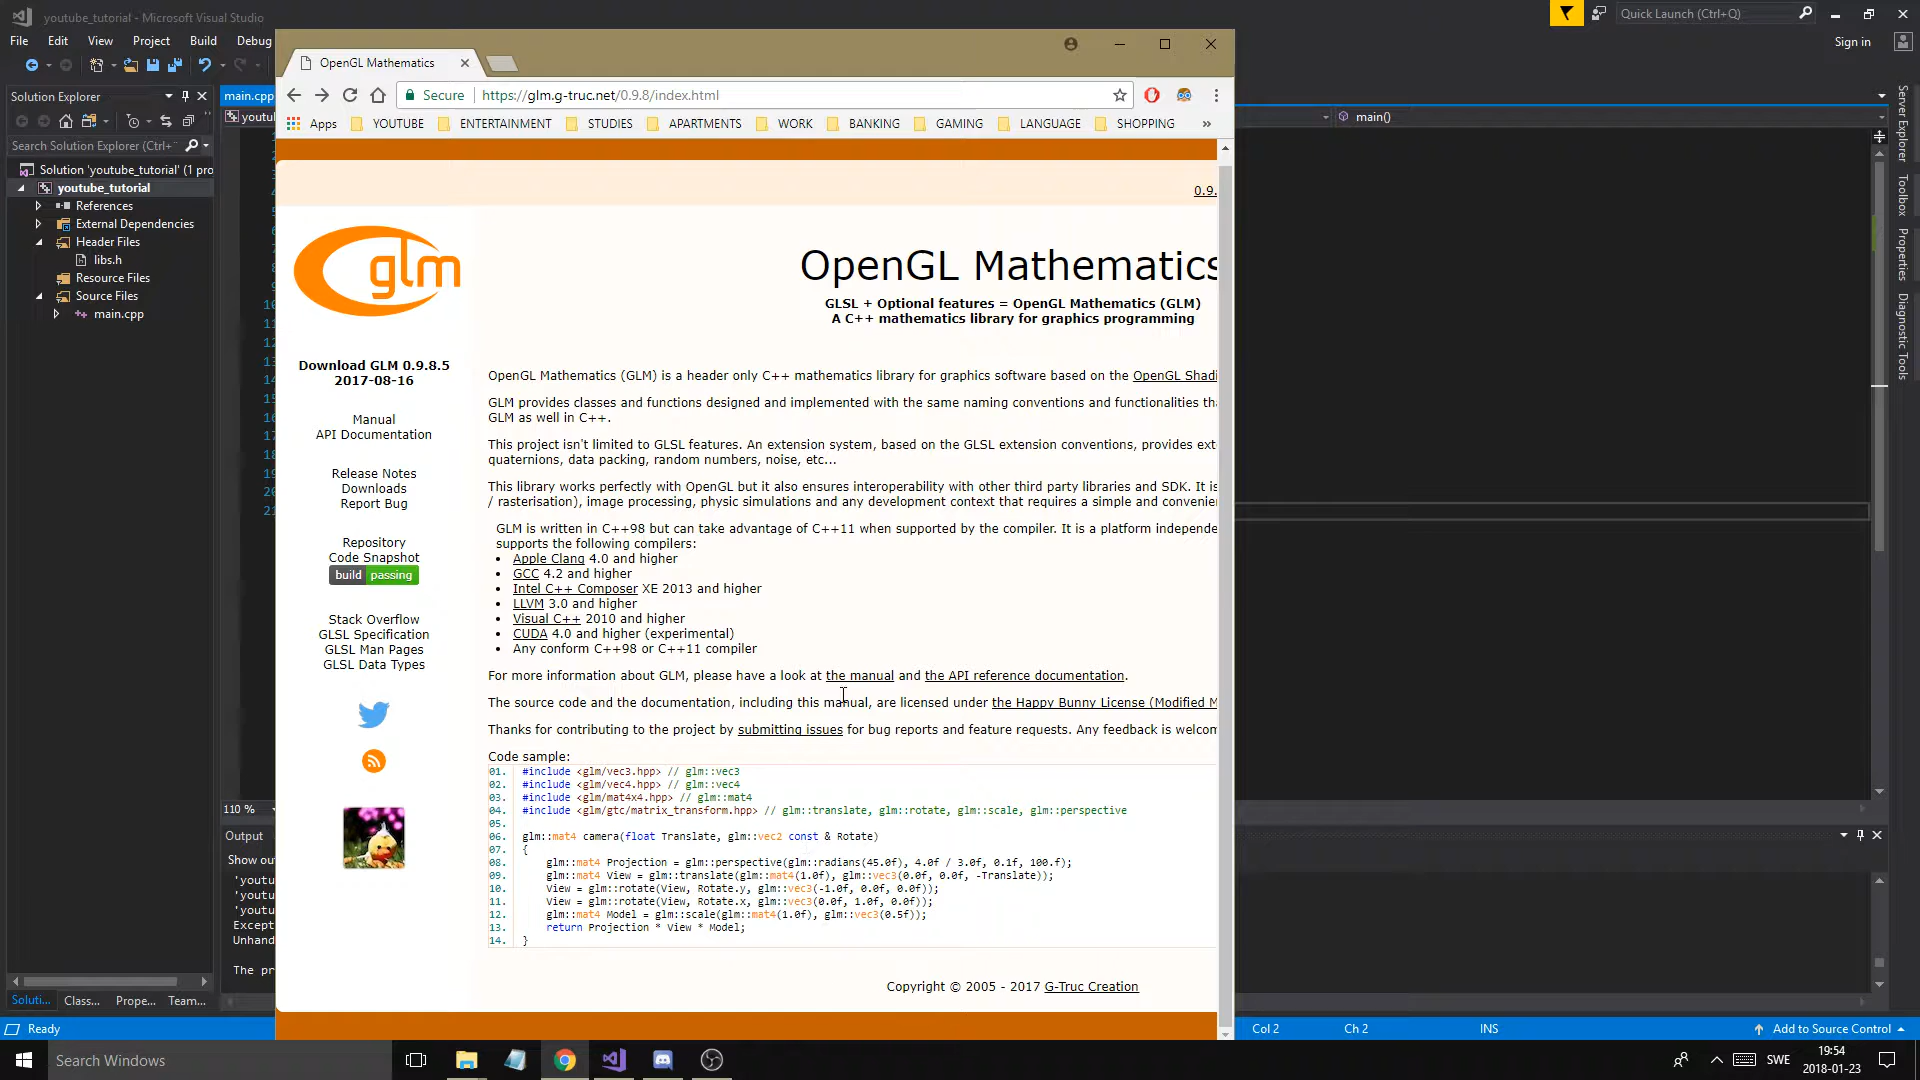 youtube_tutorial - Microsoft Visual Studio
Quick Launch (Ctrl+Q)
File Edit View Project Build Debug
Sign in
OpenGL Mathematics
Secure https://glm.g-truc.net/0.9.8/index.html
Apps YOUTUBE ENTERTAINMENT STUDIES APARTMENTS WORK BANKING GAMING LANGUAGE SHOPPING »
Solution Explorer
Search Solution Explorer (Ctrl+
Solution 'youtube_tutorial' (1 pro
youtube_tutorial
References
External Dependencies
Header Files
libs.h
Resource Files
Source Files
main.cpp
main.cpp
main()
Server Explorer
Toolbox
Properties
Diagnostic Tools
0.9.
glm
OpenGL Mathematics
GLSL + Optional features = OpenGL Mathematics (GLM)
A C++ mathematics library for graphics programming
Download GLM 0.9.8.5
2017-08-16
Manual
API Documentation
Release Notes
Downloads
Report Bug
Repository
Code Snapshot
build passing
Stack Overflow
GLSL Specification
GLSL Man Pages
GLSL Data Types
OpenGL Mathematics (GLM) is a header only C++ mathematics library for graphics software based on the OpenGL Shadi
GLM provides classes and functions designed and implemented with the same naming conventions and functionalities tha
GLM as well in C++.
This project isn't limited to GLSL features. An extension system, based on the GLSL extension conventions, provides ext
quaternions, data packing, random numbers, noise, etc...
This library works perfectly with OpenGL but it also ensures interoperability with other third party libraries and SDK. It is
/ rasterisation), image processing, physic simulations and any development context that requires a simple and convenien
GLM is written in C++98 but can take advantage of C++11 when supported by the compiler. It is a platform independe
supports the following compilers:
• Apple Clang 4.0 and higher
• GCC 4.2 and higher
• Intel C++ Composer XE 2013 and higher
• LLVM 3.0 and higher
• Visual C++ 2010 and higher
• CUDA 4.0 and higher (experimental)
• Any conform C++98 or C++11 compiler
For more information about GLM, please have a look at the manual and the API reference documentation.
The source code and the documentation, including this manual, are licensed under the Happy Bunny License (Modified M
Thanks for contributing to the project by submitting issues for bug reports and feature requests. Any feedback is welcom
Code sample:
01. #include <glm/vec3.hpp> // glm::vec3
02. #include <glm/vec4.hpp> // glm::vec4
03. #include <glm/mat4x4.hpp> // glm::mat4
04. #include <glm/gtc/matrix_transform.hpp> // glm::translate, glm::rotate, glm::scale, glm::perspective
05.
06. glm::mat4 camera(float Translate, glm::vec2 const & Rotate)
07. {
08. glm::mat4 Projection = glm::perspective(glm::radians(45.0f), 4.0f / 3.0f, 0.1f, 100.f);
09. glm::mat4 View = glm::translate(glm::mat4(1.0f), glm::vec3(0.0f, 0.0f, -Translate));
10. View = glm::rotate(View, Rotate.y, glm::vec3(-1.0f, 0.0f, 0.0f));
11. View = glm::rotate(View, Rotate.x, glm::vec3(0.0f, 1.0f, 0.0f));
12. glm::mat4 Model = glm::scale(glm::mat4(1.0f), glm::vec3(0.5f));
13. return Projection * View * Model;
14. }
Copyright © 2005 - 2017 G-Truc Creation
110 %
Output
Show ou
'youtu
'youtu
'youtu
Except
Unhand
The pr
Soluti... Class... Prope... Team...
Ready
Col 2 Ch 2 INS Add to Source Control
Search Windows
SWE
19:54
2018-01-23